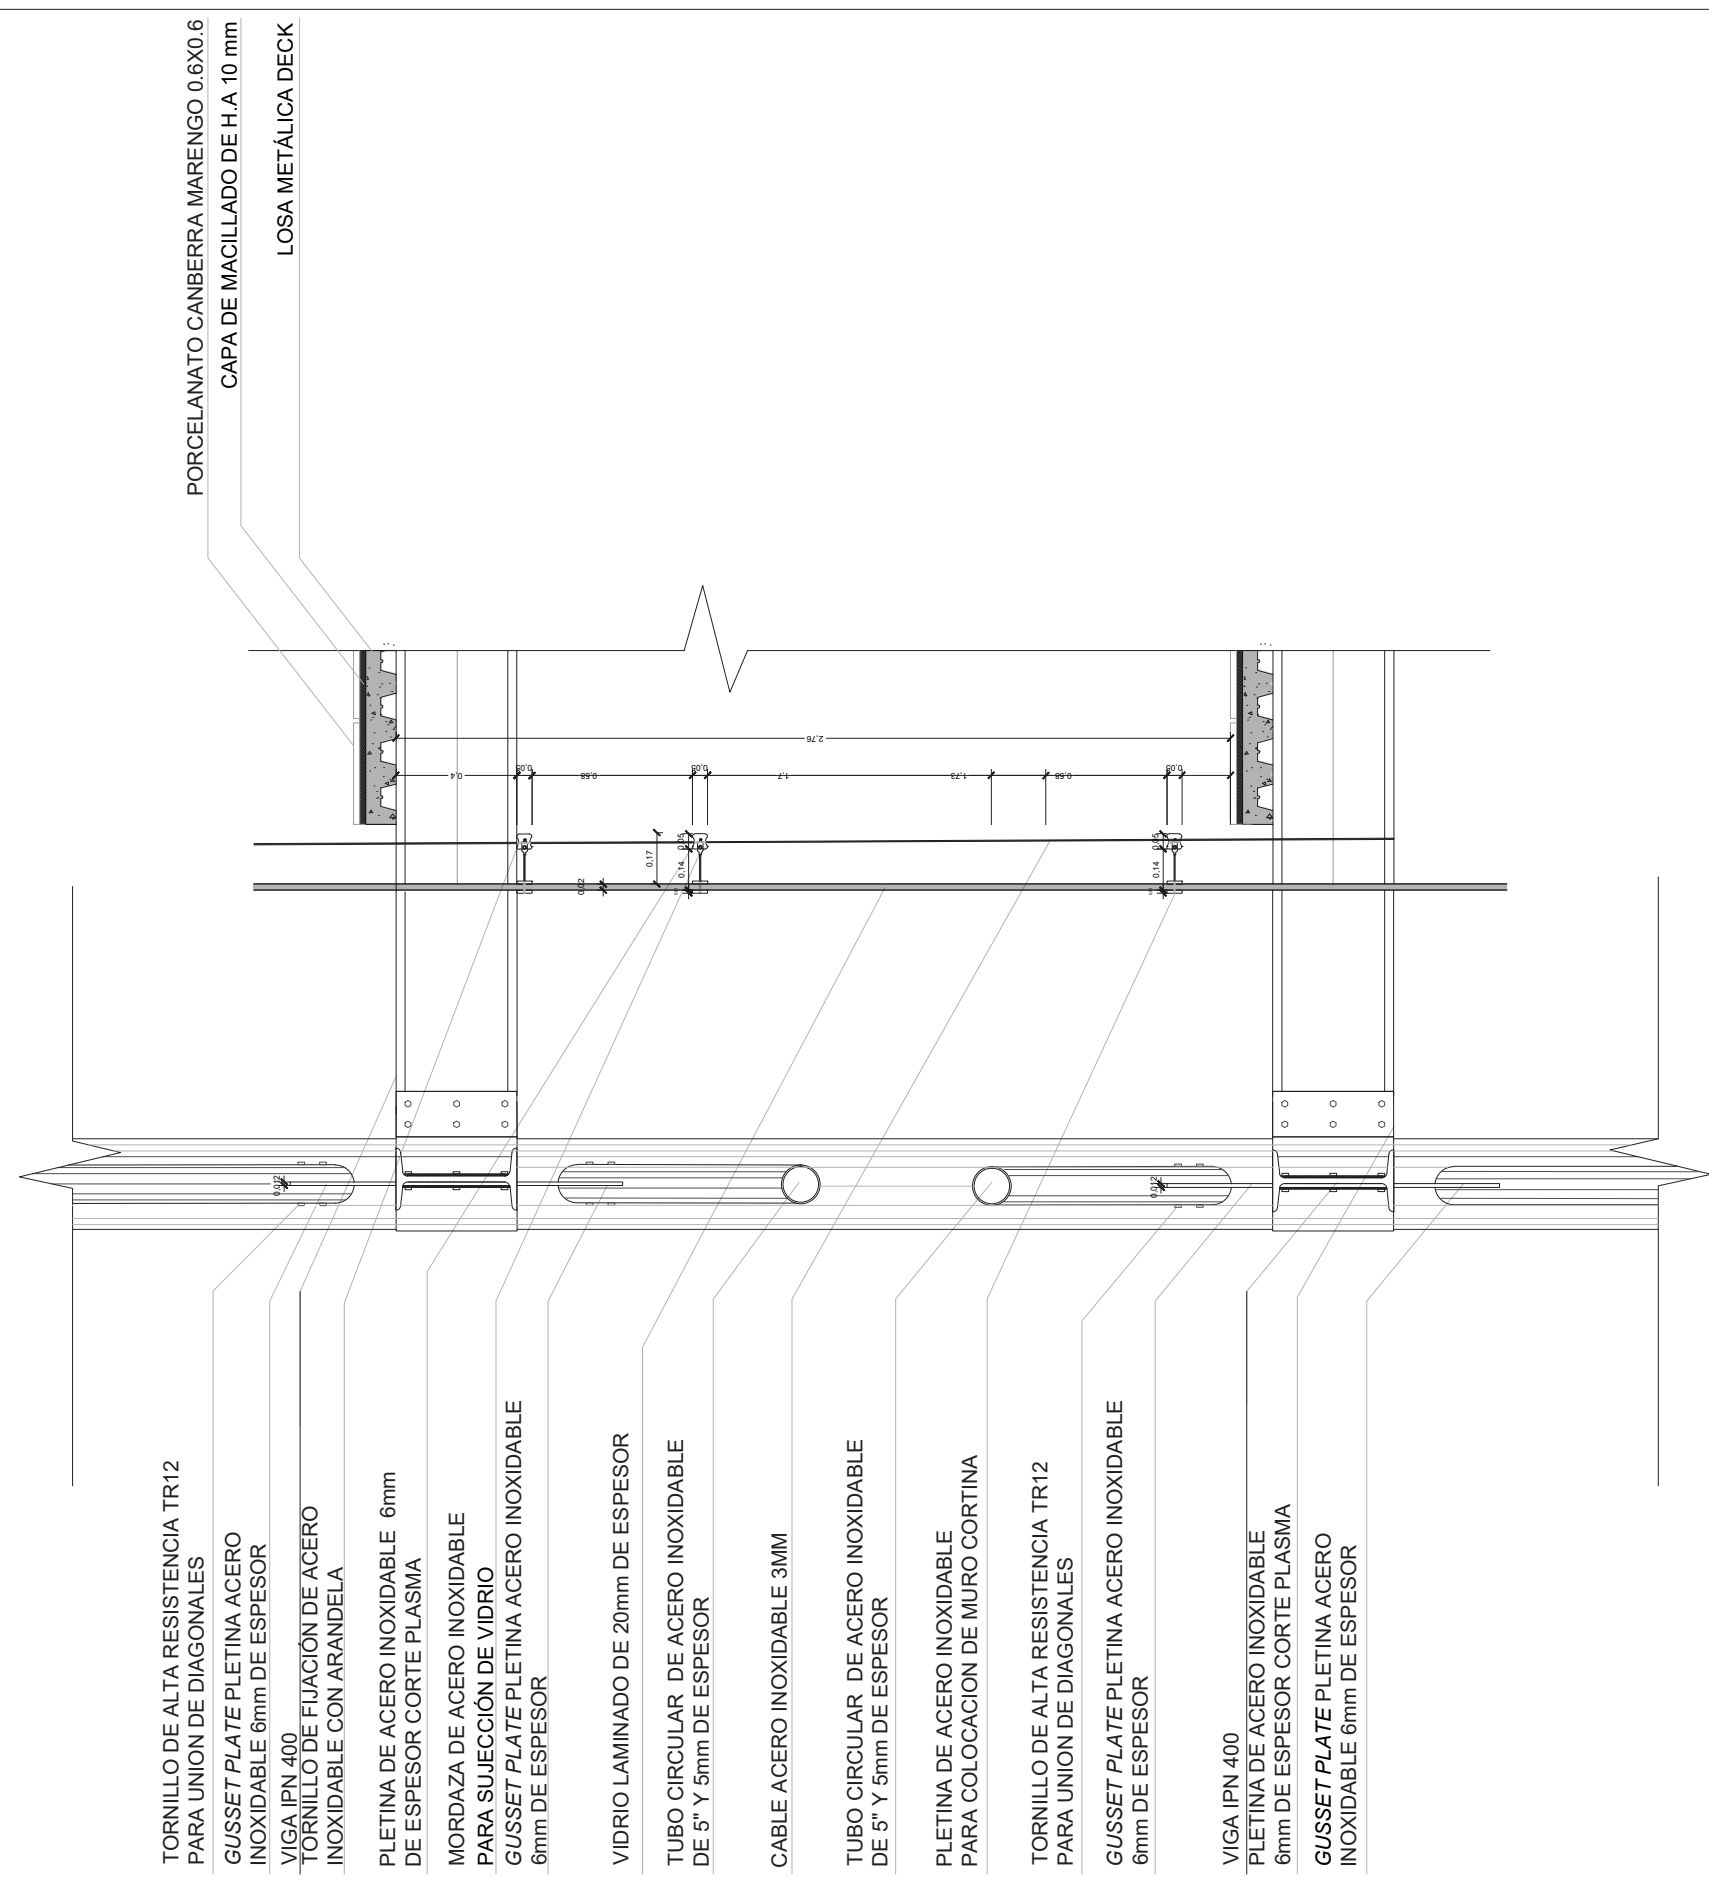 PORCELANATO CANBERRA MARENGO 0.6X0.6
CAPA DE MACILLADO DE H.A 10 mm
LOSA METÁLICA DECK
2,76
0,4
0,05
0,58
0,05
1,7
1,73
0,58
0,05
0,17
0,02
0,05
0,14
0,05
0,14
0,012
0,012
TORNILLO DE ALTA RESISTENCIA TR12
PARA UNION DE DIAGONALES
GUSSET PLATE PLETINA ACERO
INOXIDABLE 6mm DE ESPESOR
VIGA IPN 400
TORNILLO DE FIJACIÓN DE ACERO
INOXIDABLE CON ARANDELA
PLETINA DE ACERO INOXIDABLE 6mm
DE ESPESOR CORTE PLASMA
MORDAZA DE ACERO INOXIDABLE
PARA SUJECCIÓN DE VIDRIO
GUSSET PLATE PLETINA ACERO INOXIDABLE
6mm DE ESPESOR
VIDRIO LAMINADO DE 20mm DE ESPESOR
TUBO CIRCULAR DE ACERO INOXIDABLE
DE 5" Y 5mm DE ESPESOR
CABLE ACERO INOXIDABLE 3MM
TUBO CIRCULAR DE ACERO INOXIDABLE
DE 5" Y 5mm DE ESPESOR
PLETINA DE ACERO INOXIDABLE
PARA COLOCACION DE MURO CORTINA
TORNILLO DE ALTA RESISTENCIA TR12
PARA UNION DE DIAGONALES
GUSSET PLATE PLETINA ACERO INOXIDABLE
6mm DE ESPESOR
VIGA IPN 400
PLETINA DE ACERO INOXIDABLE
6mm DE ESPESOR CORTE PLASMA
GUSSET PLATE PLETINA ACERO
INOXIDABLE 6mm DE ESPESOR